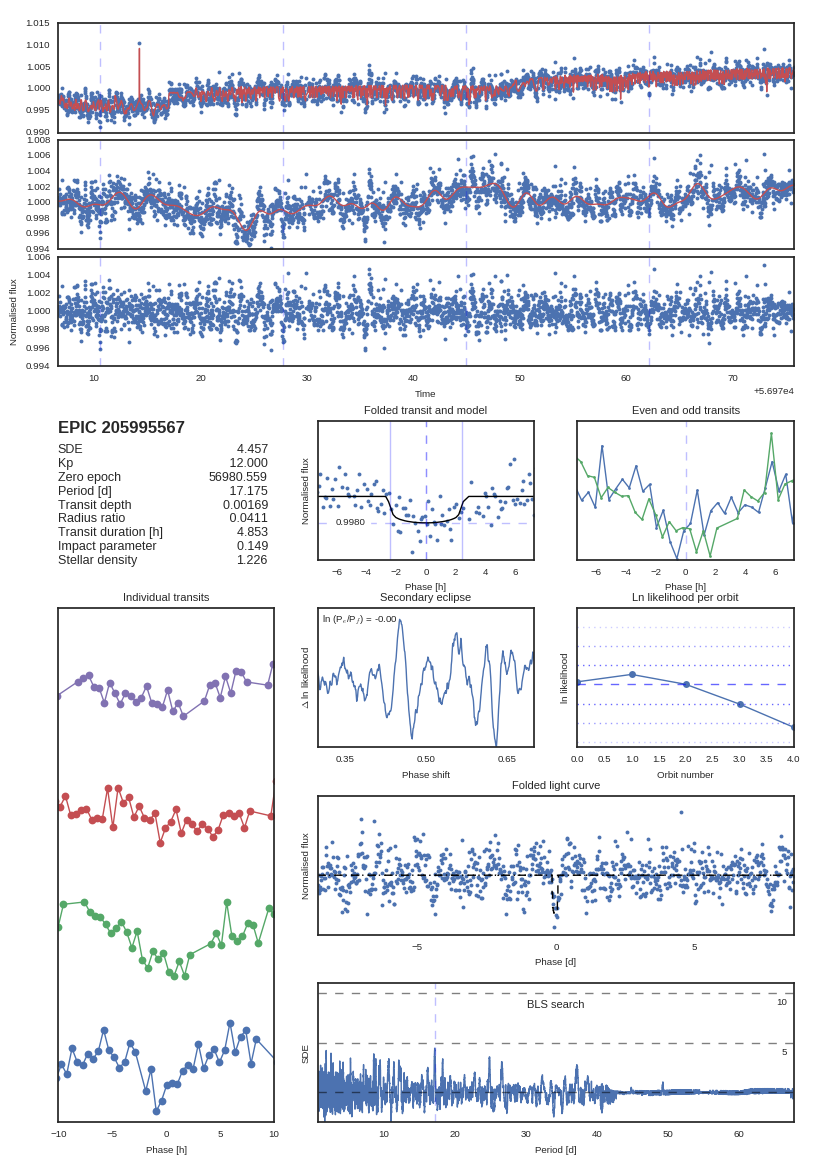 1.015
1.010
1.005
1.000
0.995
0.990
1.008
1.006
1.004
1.002
1.000
0.998
0.996
0.994
1.006
1.004
1.002
1.000
0.998
0.996
0.994
Normalised flux
10 20 30 40 50 60 70
Time
+5.697e4
EPIC 205995567
SDE 4.457
Kp 12.000
Zero epoch 56980.559
Period [d] 17.175
Transit depth 0.00169
Radius ratio 0.0411
Transit duration [h] 4.853
Impact parameter 0.149
Stellar density 1.226
Folded transit and model
Normalised flux
0.9980
−6 −4 −2 0 2 4 6
Phase [h]
Even and odd transits
−6 −4 −2 0 2 4 6
Phase [h]
Individual transits
−10 −5 0 5 10
Phase [h]
Secondary eclipse
ln (Pₑ/P𝑓) = -0.00
Δ ln likelihood
0.35 0.50 0.65
Phase shift
Ln likelihood per orbit
ln likelihood
0.0 0.5 1.0 1.5 2.0 2.5 3.0 3.5 4.0
Orbit number
Folded light curve
Normalised flux
−5 0 5
Phase [d]
BLS search
10
5
SDE
10 20 30 40 50 60
Period [d]